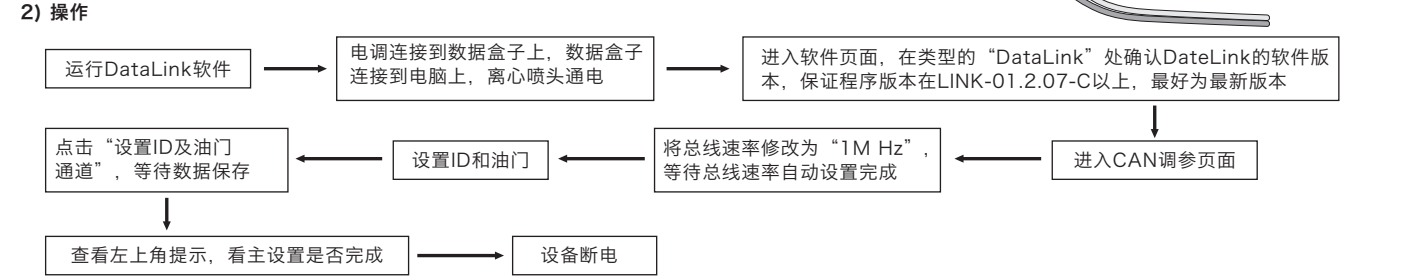 2) 操作
运行DataLink软件
电调连接到数据盒子上，数据盒子
连接到电脑上，离心喷头通电
进入软件页面，在类型的“DataLink”处确认DateLink的软件版
本，保证程序版本在LINK-01.2.07-C以上，最好为最新版本
进入CAN调参页面
将总线速率修改为“1M Hz”，
等待总线速率自动设置完成
设置ID和油门
点击“设置ID及油门
通道”，等待数据保存
查看左上角提示，看主设置是否完成
设备断电